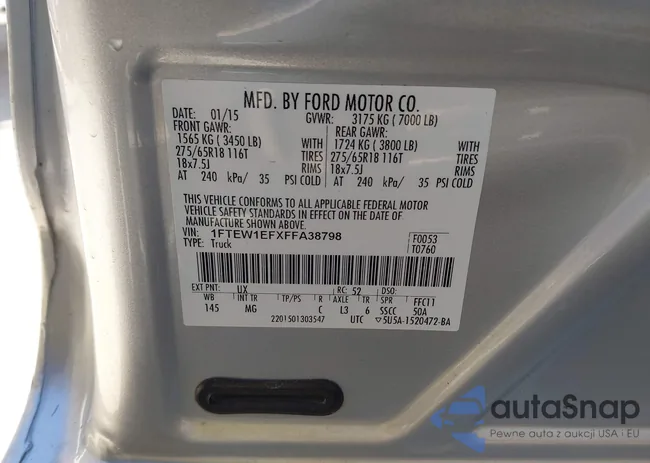 MFD. BY FORD MOTOR CO.
DATE: 01/15 GVWR: 3175 KG ( 7000 LB)
FRONT GAWR: REAR GAWR:
1565 KG ( 3450 LB) WITH 1724 KG ( 3800 LB) WITH
275/65R18 116T TIRES 275/65R18 116T TIRES
18x7.5J RIMS 18x7.5J RIMS
AT 240 kPa/ 35 PSI COLD AT 240 kPa/ 35 PSI COLD
THIS VEHICLE CONFORMS TO ALL APPLICABLE FEDERAL MOTOR
VEHICLE SAFETY STANDARDS IN EFFECT ON THE DATE OF
MANUFACTURE SHOWN ABOVE.
VIN: 1FTEW1EFXFFA38798 F0053
TYPE: Truck T0760
EXT PNT: UX RC: 52
WB INT TR TP/PS R AXLE TR SPR FFC11
145 MG C L3 6 SSCC 50A
2201501303547 UTC ▽5U5A-1520472-BA
autaSnap
Pewne auta z aukcji USA i EU